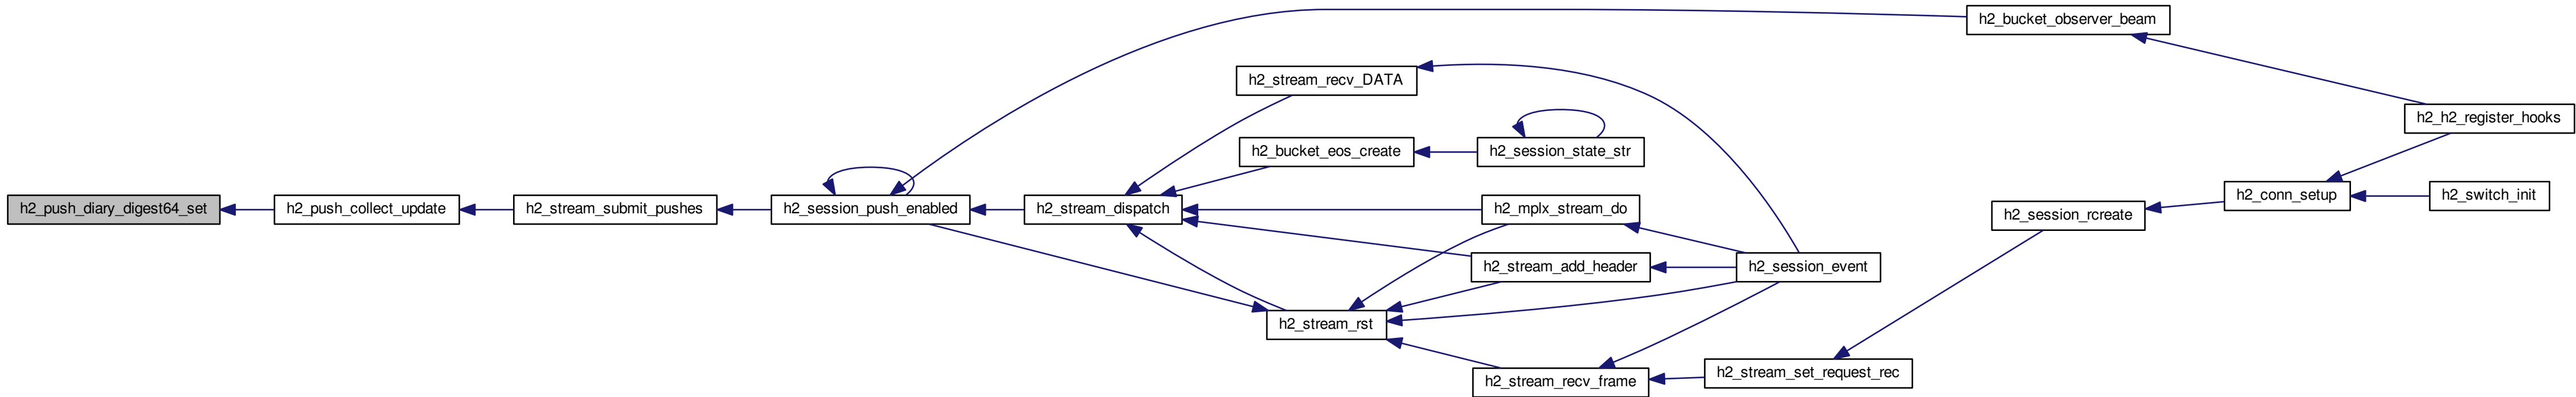 h2_bucket_observer_beam
h2_stream_recv_DATA
h2_h2_register_hooks
h2_bucket_eos_create
h2_session_state_str
h2_push_diary_digest64_set
h2_push_collect_update
h2_stream_submit_pushes
h2_session_push_enabled
h2_stream_dispatch
h2_mplx_stream_do
h2_session_rcreate
h2_conn_setup
h2_switch_init
h2_stream_add_header
h2_session_event
h2_stream_rst
h2_stream_recv_frame
h2_stream_set_request_rec